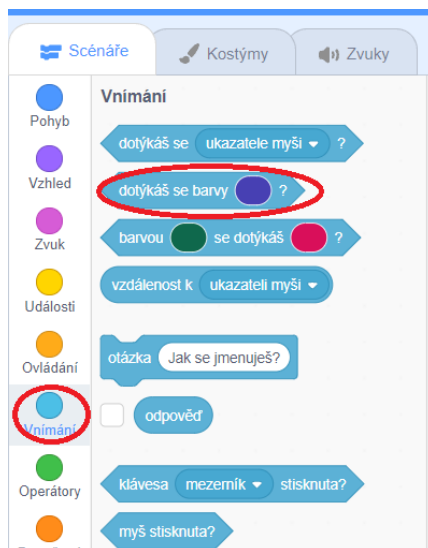 Scénáře Kostýmy Zvuky
Vnímání
Pohyb
dotýkáš se ukazatele myši ?
Vzhled
dotýkáš se barvy ?
Zvuk
barvou se dotýkáš ?
Události
vzdálenost k ukazateli myši
Ovládání
otázka Jak se jmenuješ?
Vnímání
odpověď
Operátory
klávesa mezerník stisknuta?
myš stisknuta?